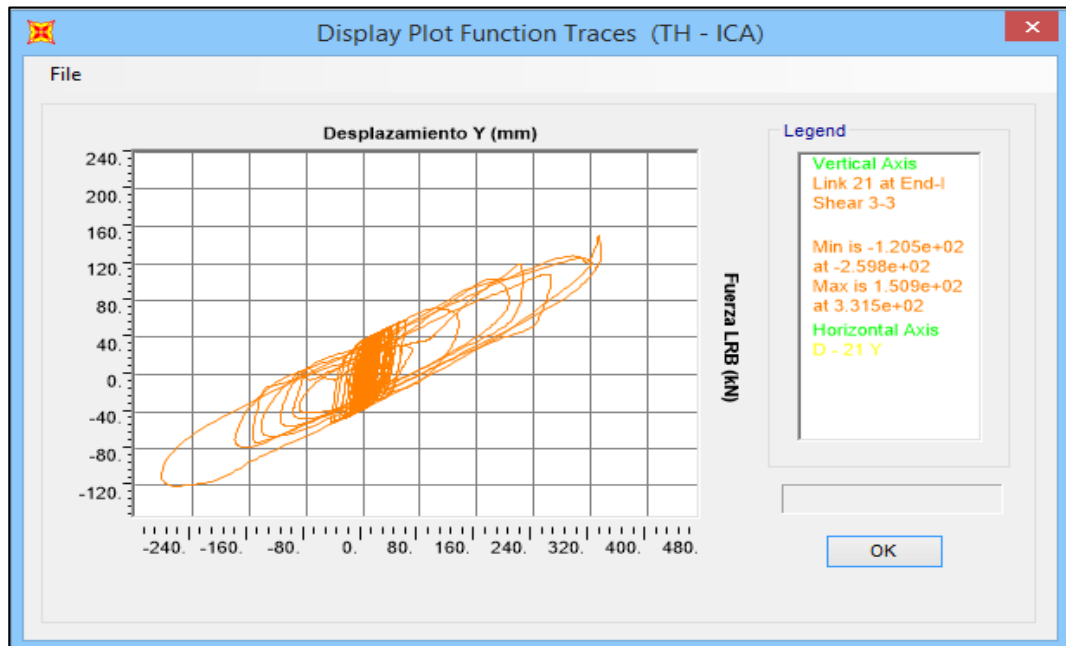 Display Plot Function Traces (TH - ICA)
File
Desplazamiento Y (mm)
240.
200.
160.
120.
80.
40.
0.
-40.
-80.
-120.
-240. -160. -80. 0. 80. 160. 240. 320. 400. 480.
Fuerza LRB (kN)
Legend
Vertical Axis
Link 21 at End-I
Shear 3-3
Min is -1.205e+02
at -2.598e+02
Max is 1.509e+02
at 3.315e+02
Horizontal Axis
D - 21 Y
OK